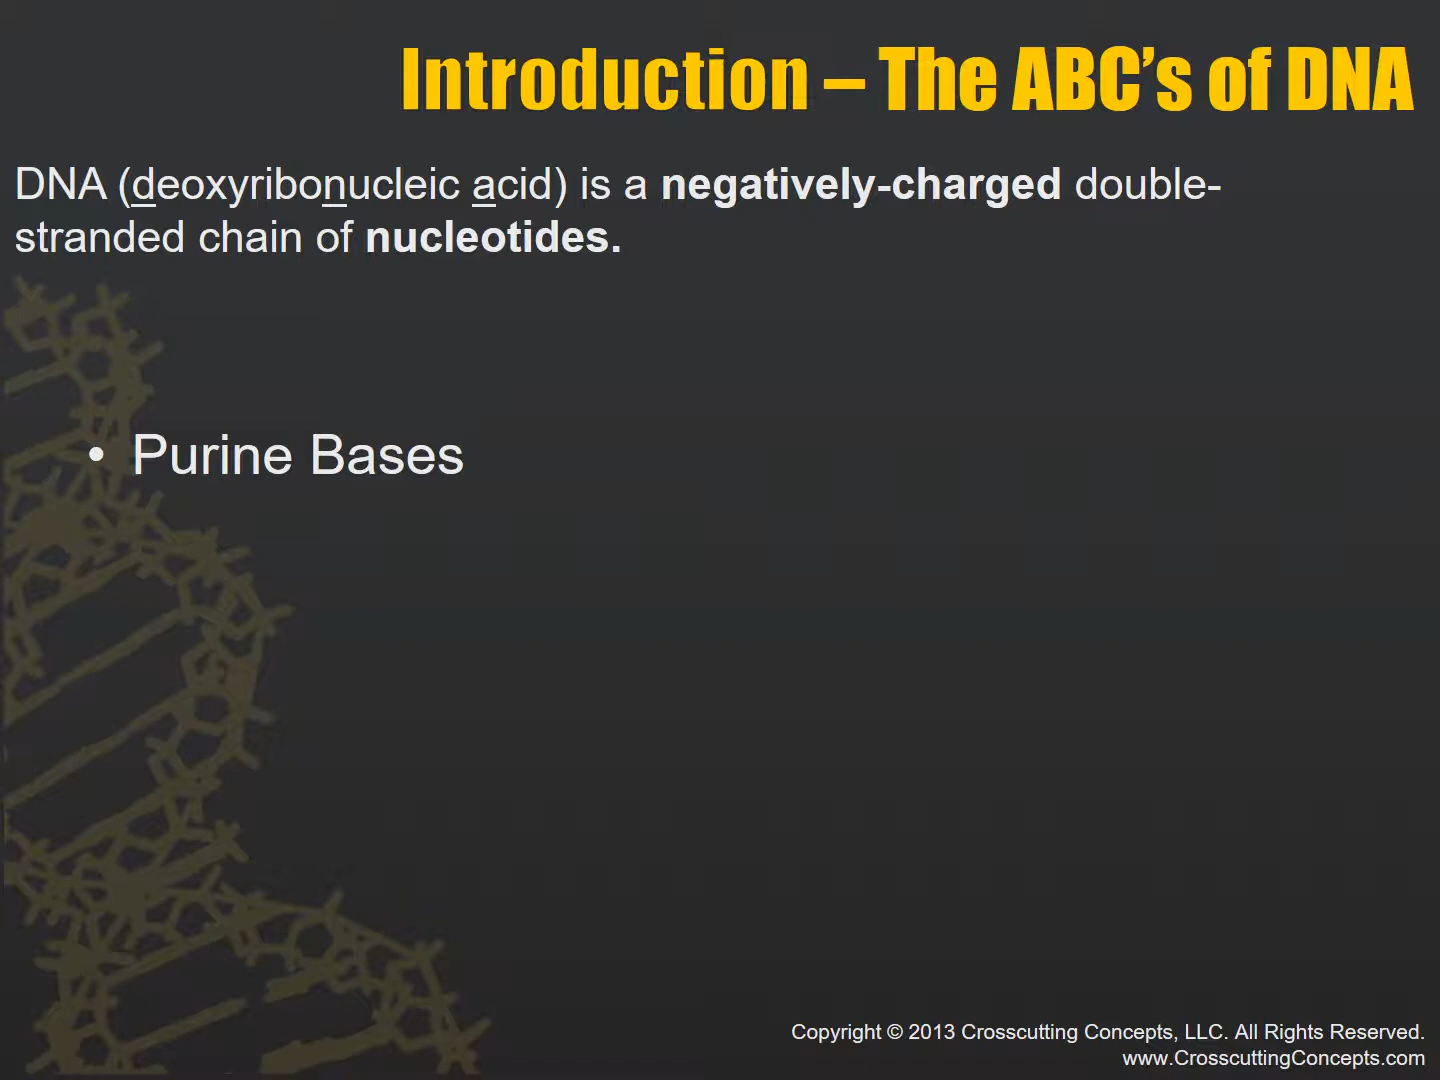 Introduction – The ABC’s of DNA
DNA (deoxyribonucleic acid) is a negatively-charged double-
stranded chain of nucleotides.
• Purine Bases
Copyright © 2013 Crosscutting Concepts, LLC. All Rights Reserved.
www.CrosscuttingConcepts.com